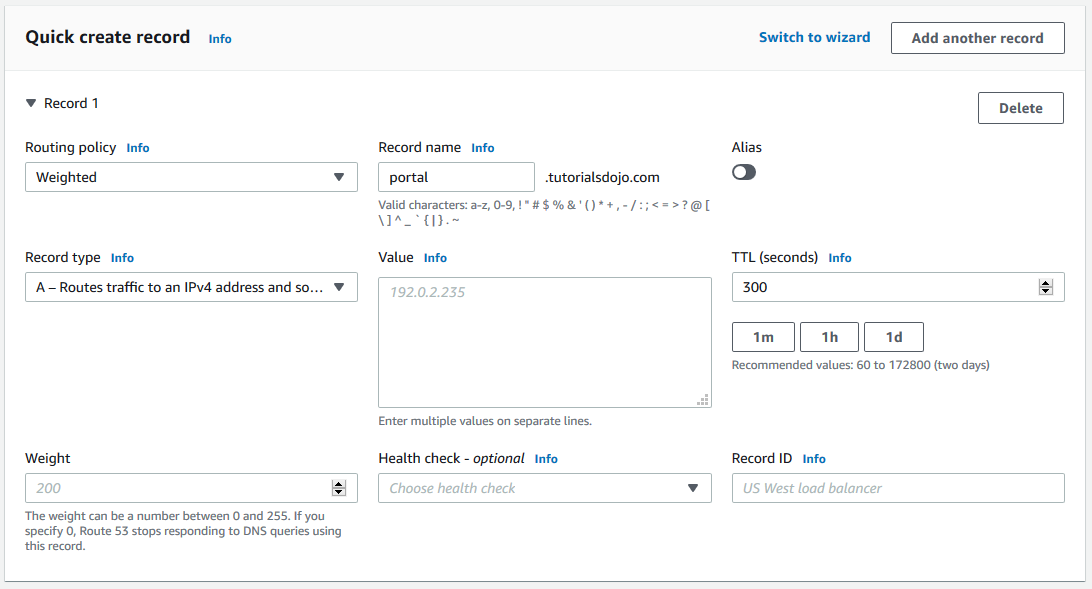 Quick create record Info
Switch to wizard
Add another record
Record 1
Delete
Routing policy Info
Weighted
Record name Info
portal
.tutorialsdojo.com
Valid characters: a-z, 0-9, ! " # $ % & ' ( ) * + , - / : ; < = > ? @ [
\ ] ^ _ ` { | } . ~
Alias
Record type Info
A – Routes traffic to an IPv4 address and so...
Value Info
192.0.2.235
Enter multiple values on separate lines.
TTL (seconds) Info
300
1m
1h
1d
Recommended values: 60 to 172800 (two days)
Weight
200
The weight can be a number between 0 and 255. If you
specify 0, Route 53 stops responding to DNS queries using
this record.
Health check - optional Info
Choose health check
Record ID Info
US West load balancer